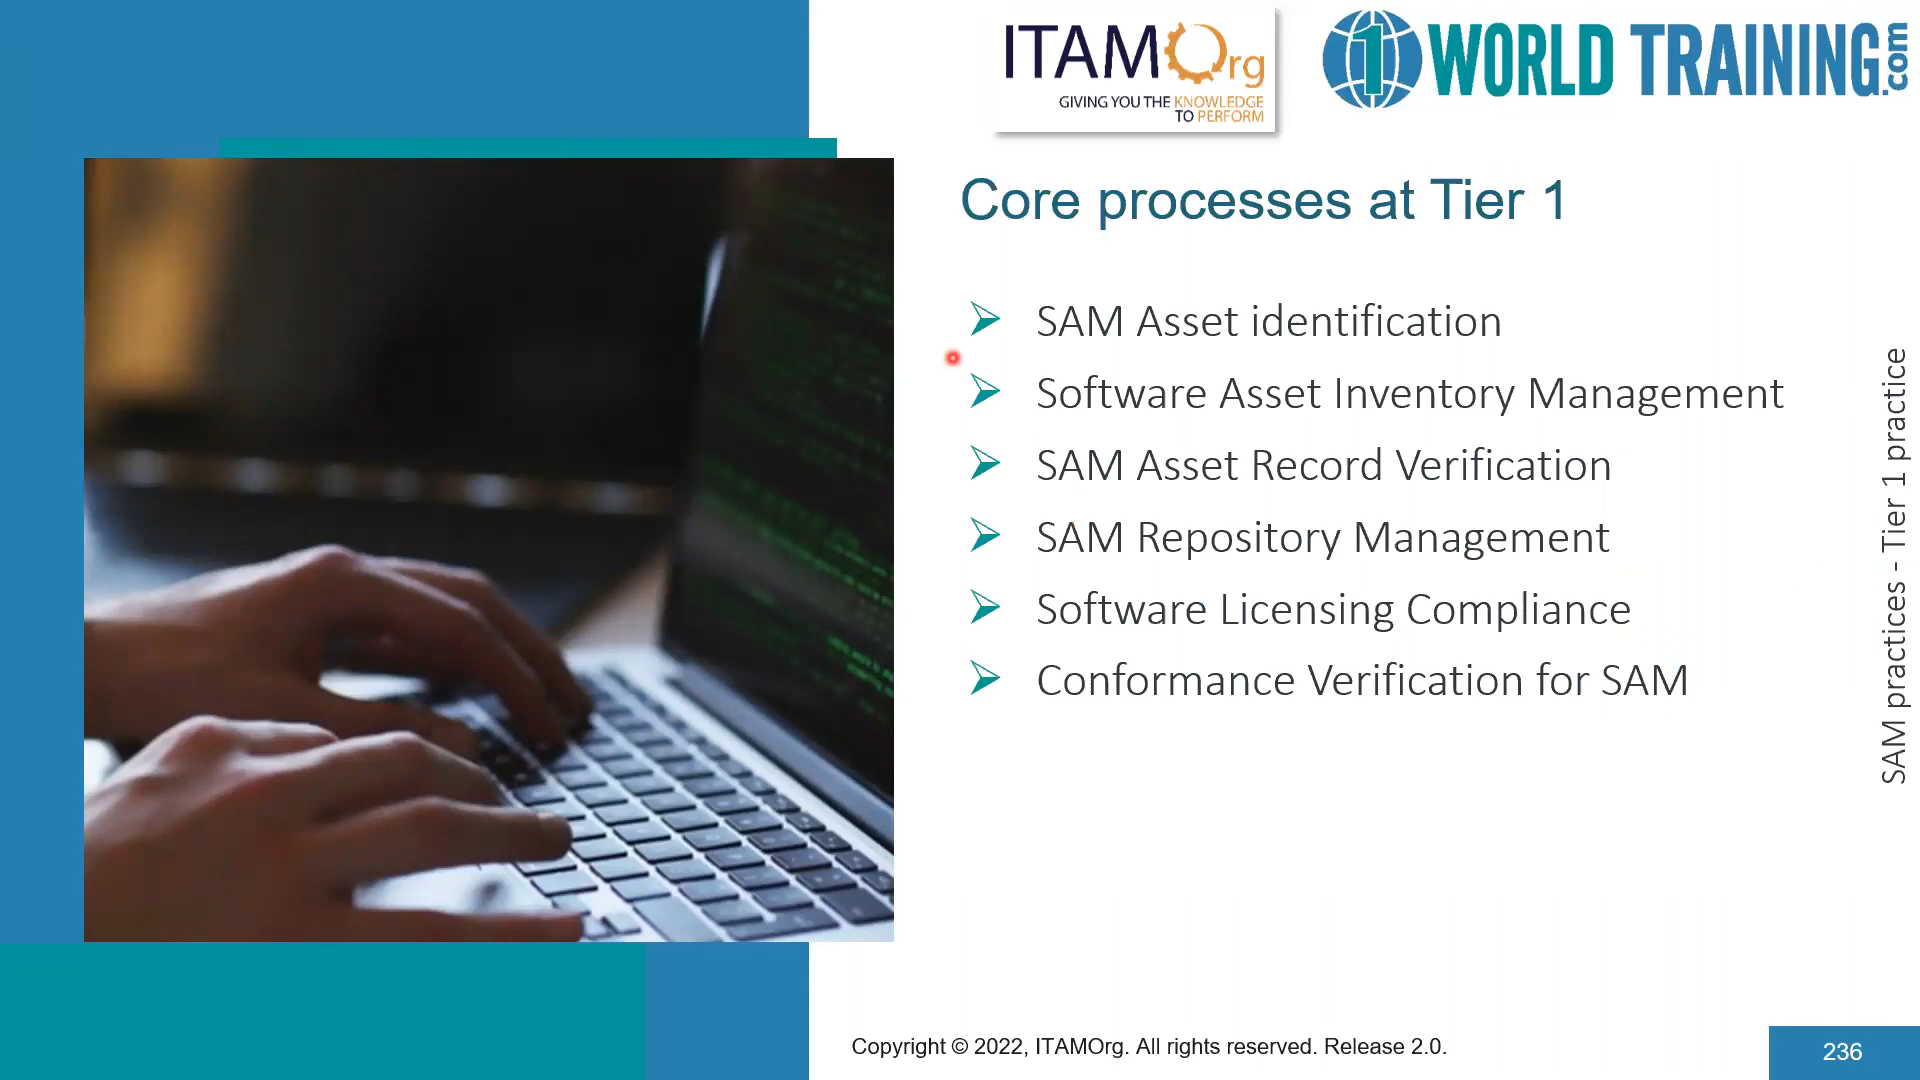 ITAMOrg
GIVING YOU THE KNOWLEDGE
TO PERFORM
1WORLD TRAINING.com
Core processes at Tier 1
SAM Asset identification
Software Asset Inventory Management
SAM Asset Record Verification
SAM Repository Management
Software Licensing Compliance
Conformance Verification for SAM
SAM practices - Tier 1 practice
Copyright © 2022, ITAMOrg. All rights reserved. Release 2.0.
236